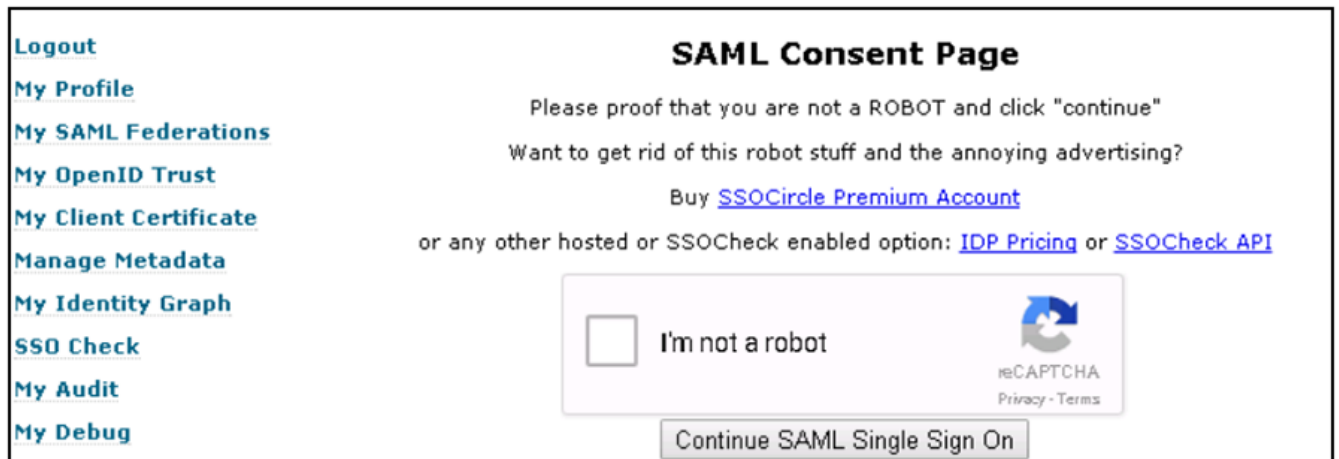 Logout
My Profile
My SAML Federations
My OpenID Trust
My Client Certificate
Manage Metadata
My Identity Graph
SSO Check
My Audit
My Debug
SAML Consent Page
Please proof that you are not a ROBOT and click "continue"
Want to get rid of this robot stuff and the annoying advertising?
Buy SSOCircle Premium Account
or any other hosted or SSOCheck enabled option: IDP Pricing or SSOCheck API
I'm not a robot
reCAPTCHA
Privacy - Terms
Continue SAML Single Sign On